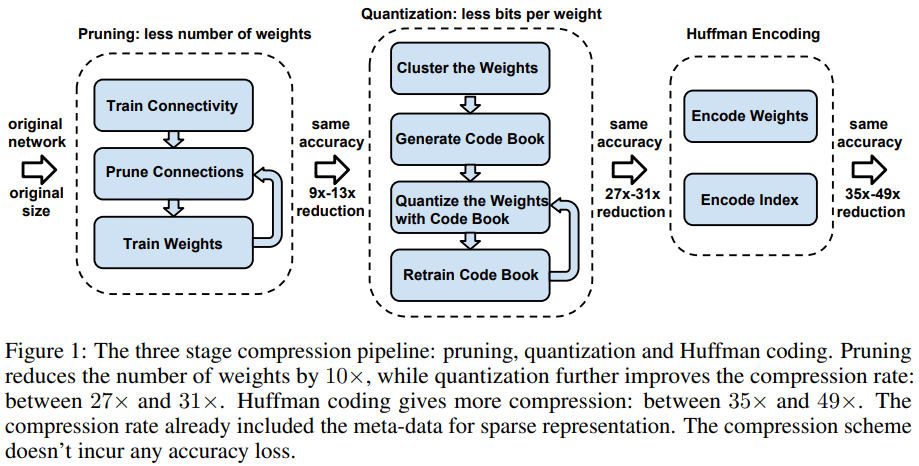 Pruning: less number of weights
Train Connectivity
Prune Connections
Train Weights
original
network
original
size
same
accuracy
9x-13x
reduction
Quantization: less bits per weight
Cluster the Weights
Generate Code Book
Quantize the Weights
with Code Book
Retrain Code Book
same
accuracy
27x-31x
reduction
Huffman Encoding
Encode Weights
Encode Index
same
accuracy
35x-49x
reduction
Figure 1: The three stage compression pipeline: pruning, quantization and Huffman coding. Pruning
reduces the number of weights by 10×, while quantization further improves the compression rate:
between 27× and 31×. Huffman coding gives more compression: between 35× and 49×. The
compression rate already included the meta-data for sparse representation. The compression scheme
doesn't incur any accuracy loss.